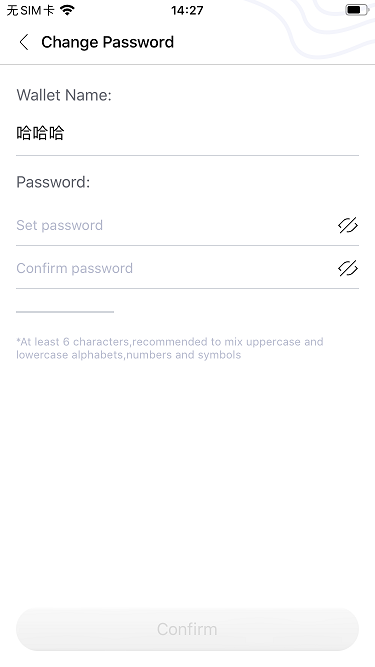 无SIM卡
14:27
Change Password
Wallet Name:
哈哈哈
Password:
Set password
Confirm password
*At least 6 characters,recommended to mix uppercase and
lowercase alphabets,numbers and symbols
Confirm